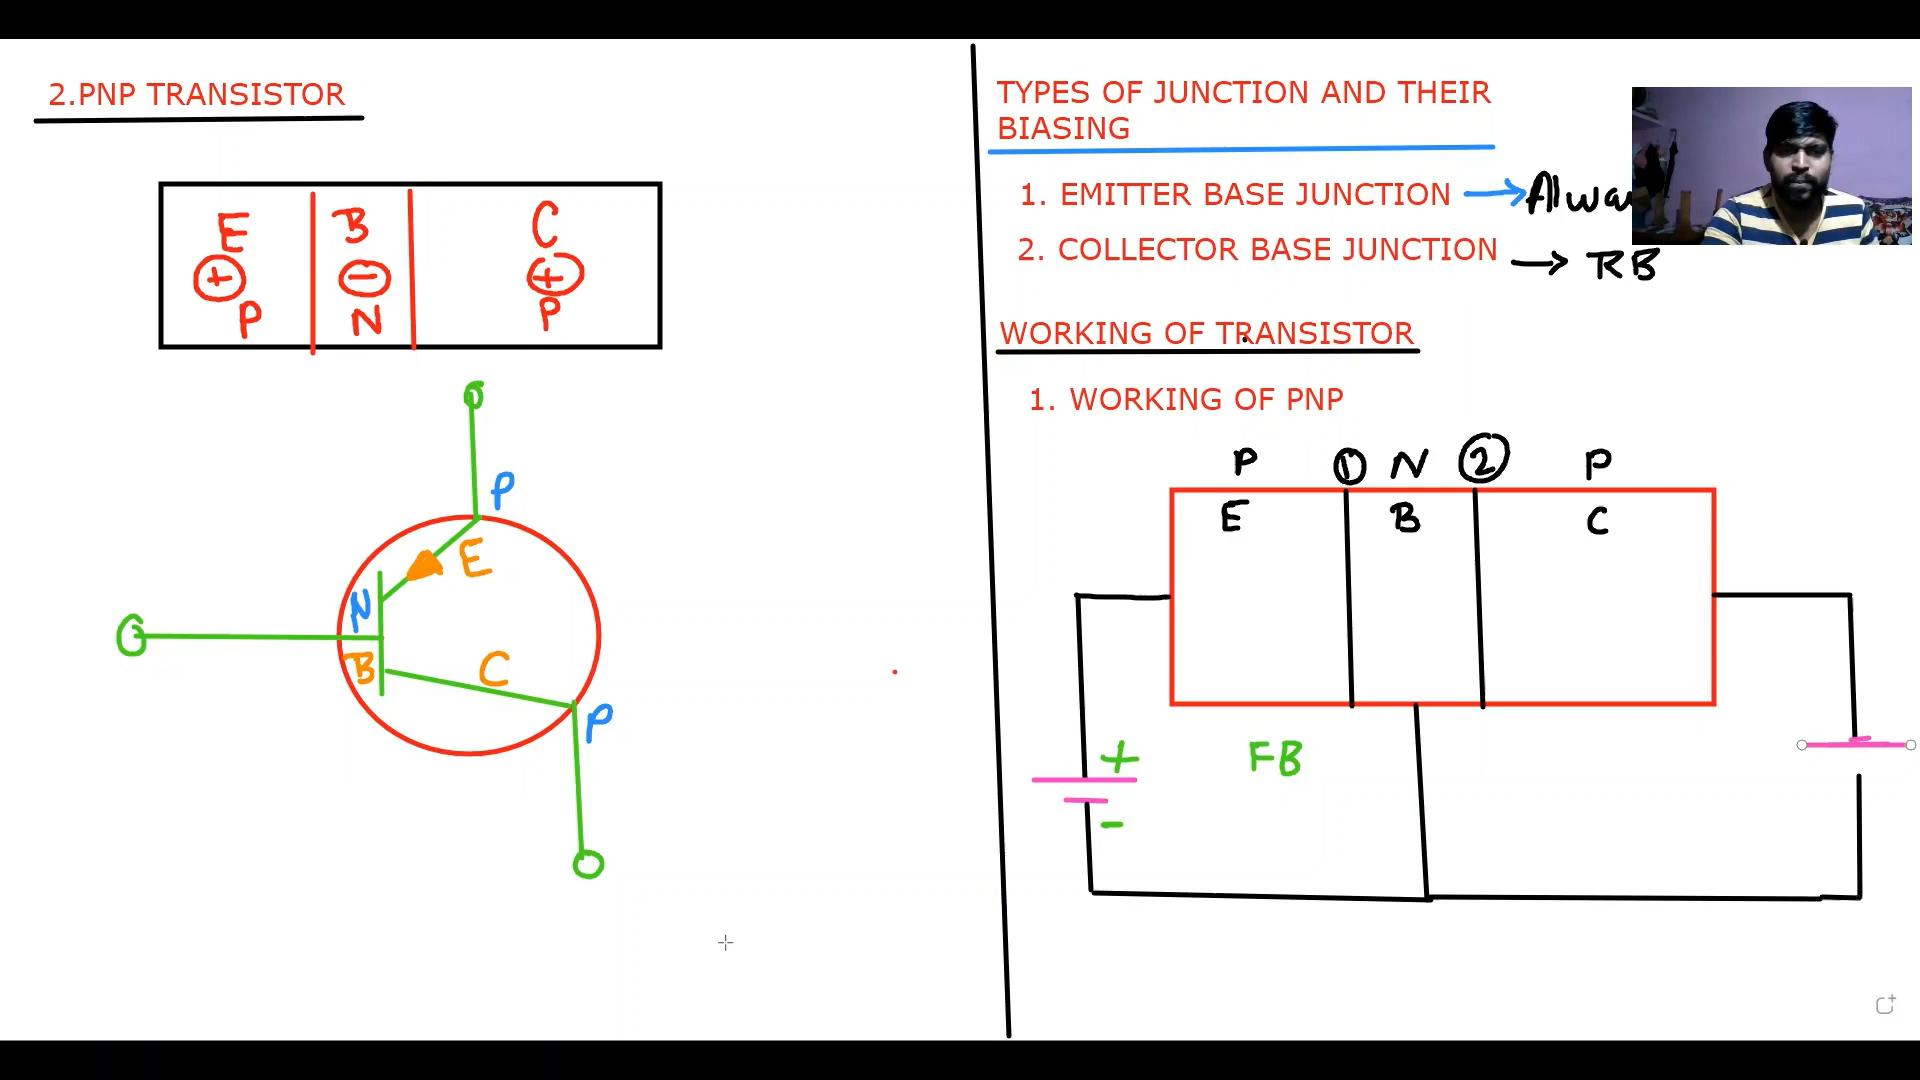 2.PNP TRANSISTOR
E B C
+ − +
P N P
P
E
N
B
C
P
TYPES OF JUNCTION AND THEIR
BIASING
1. EMITTER BASE JUNCTION →
2. COLLECTOR BASE JUNCTION → RB
WORKING OF TRANSISTOR
1. WORKING OF PNP
P 1 N 2 P
E B C
+ FB
-